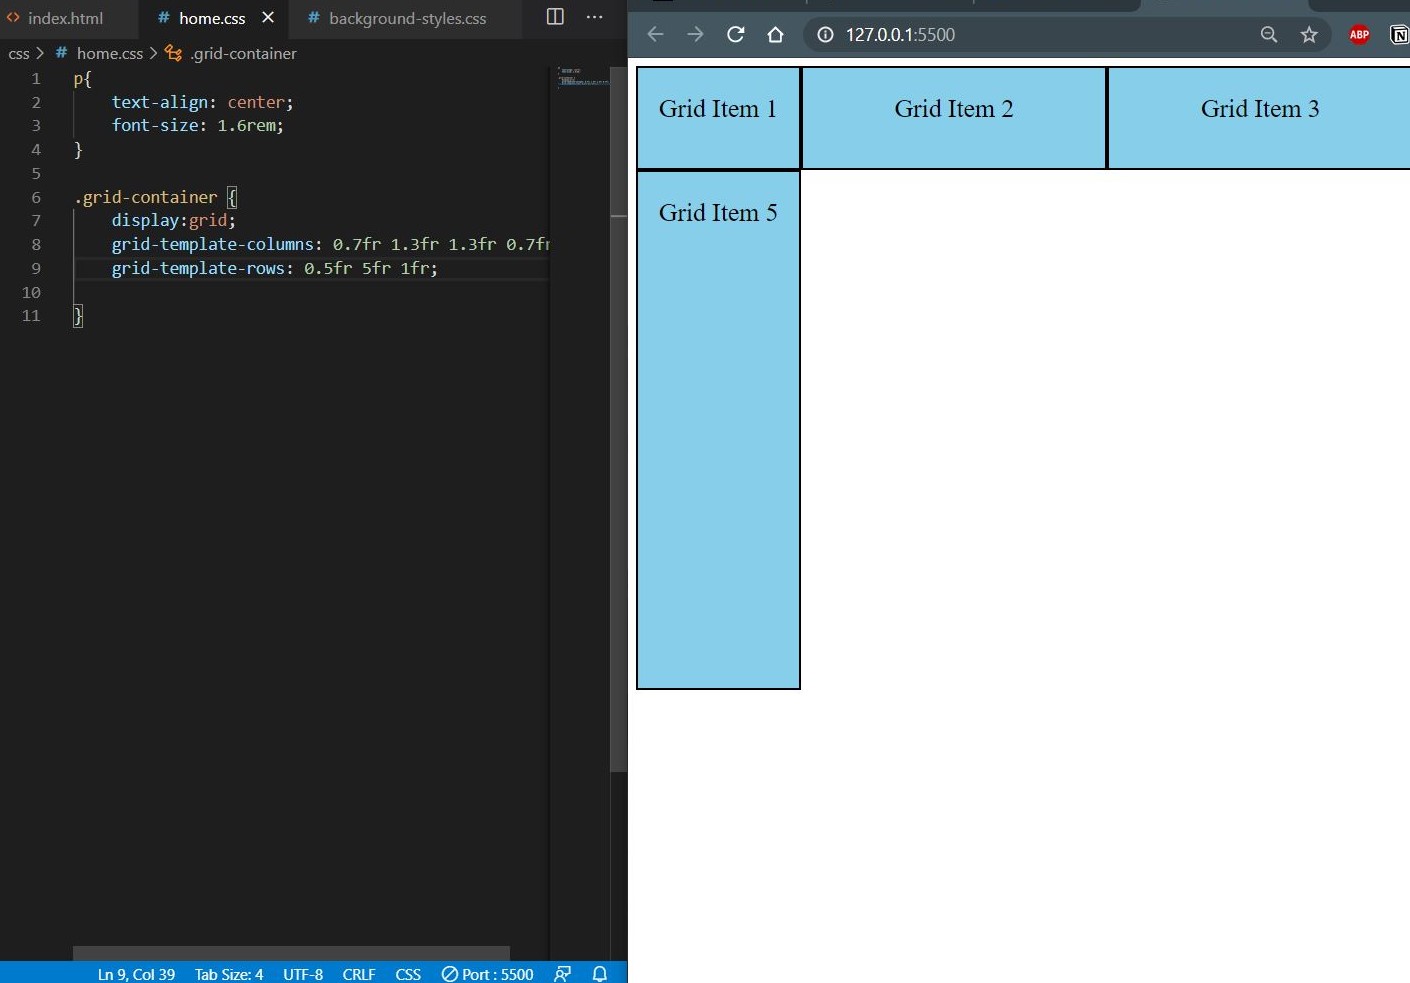 index.html
home.css
background-styles.css
css > home.css > .grid-container
1 p{
2 text-align: center;
3 font-size: 1.6rem;
4 }
5
6 .grid-container {
7 display:grid;
8 grid-template-columns: 0.7fr 1.3fr 1.3fr 0.7fr
9 grid-template-rows: 0.5fr 5fr 1fr;
10
11 }
Ln 9, Col 39 Tab Size: 4 UTF-8 CRLF CSS Port : 5500
127.0.0.1:5500
ABP
N
Grid Item 1
Grid Item 2
Grid Item 3
Grid Item 5